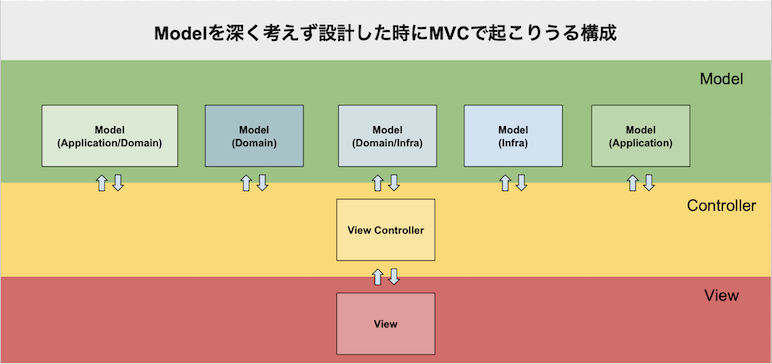 Modelを深く考えず設計した時にMVCで起こりうる構成
Model
Model
(Application/Domain)
Model
(Domain)
Model
(Domain/Infra)
Model
(Infra)
Model
(Application)
Controller
View Controller
View
View